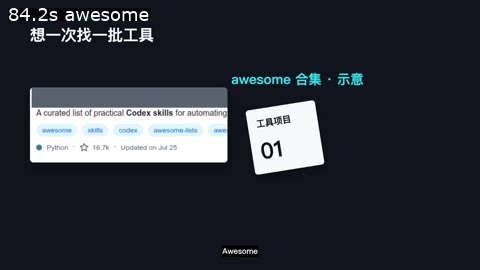 84.2s awesome
想一次找一批工具
awesome 合集 · 示意
A curated list of practical Codex skills for automating
awesome skills codex awesome-lists
Python · 16.7k · Updated on Jul 25
工具项目
01
Awesome